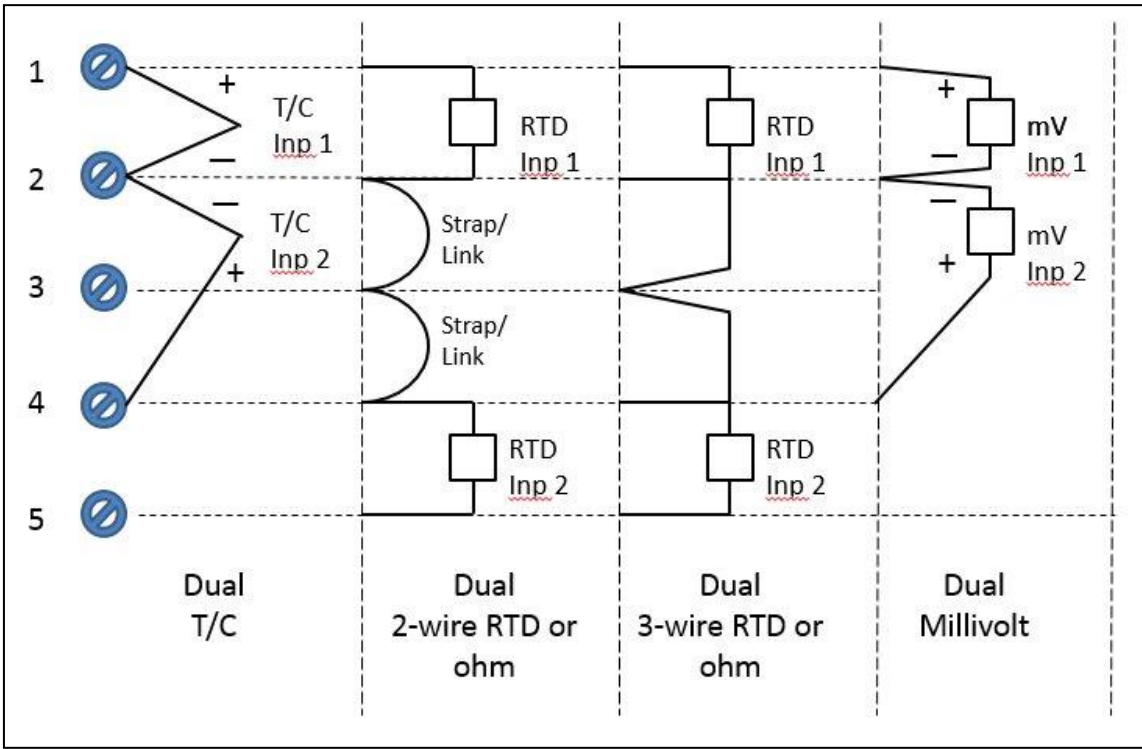 1
2
3
4
5
+
T/C
Inp 1
—
—
T/C
Inp 2
+
RTD
Inp 1
Strap/
Link
Strap/
Link
RTD
Inp 2
RTD
Inp 1
RTD
Inp 2
+
mV
Inp 1
—
—
mV
Inp 2
+
Dual
T/C
Dual
2-wire RTD or
ohm
Dual
3-wire RTD or
ohm
Dual
Millivolt